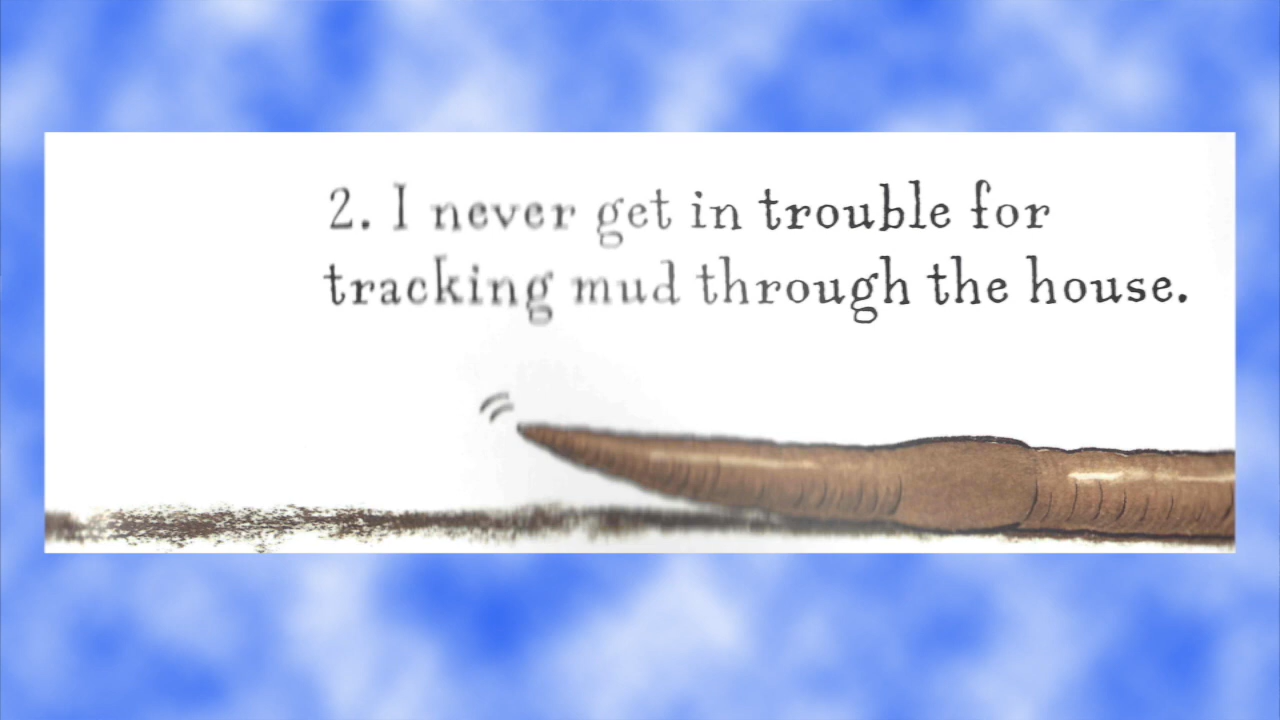 2. I never get in trouble for
tracking mud through the house.